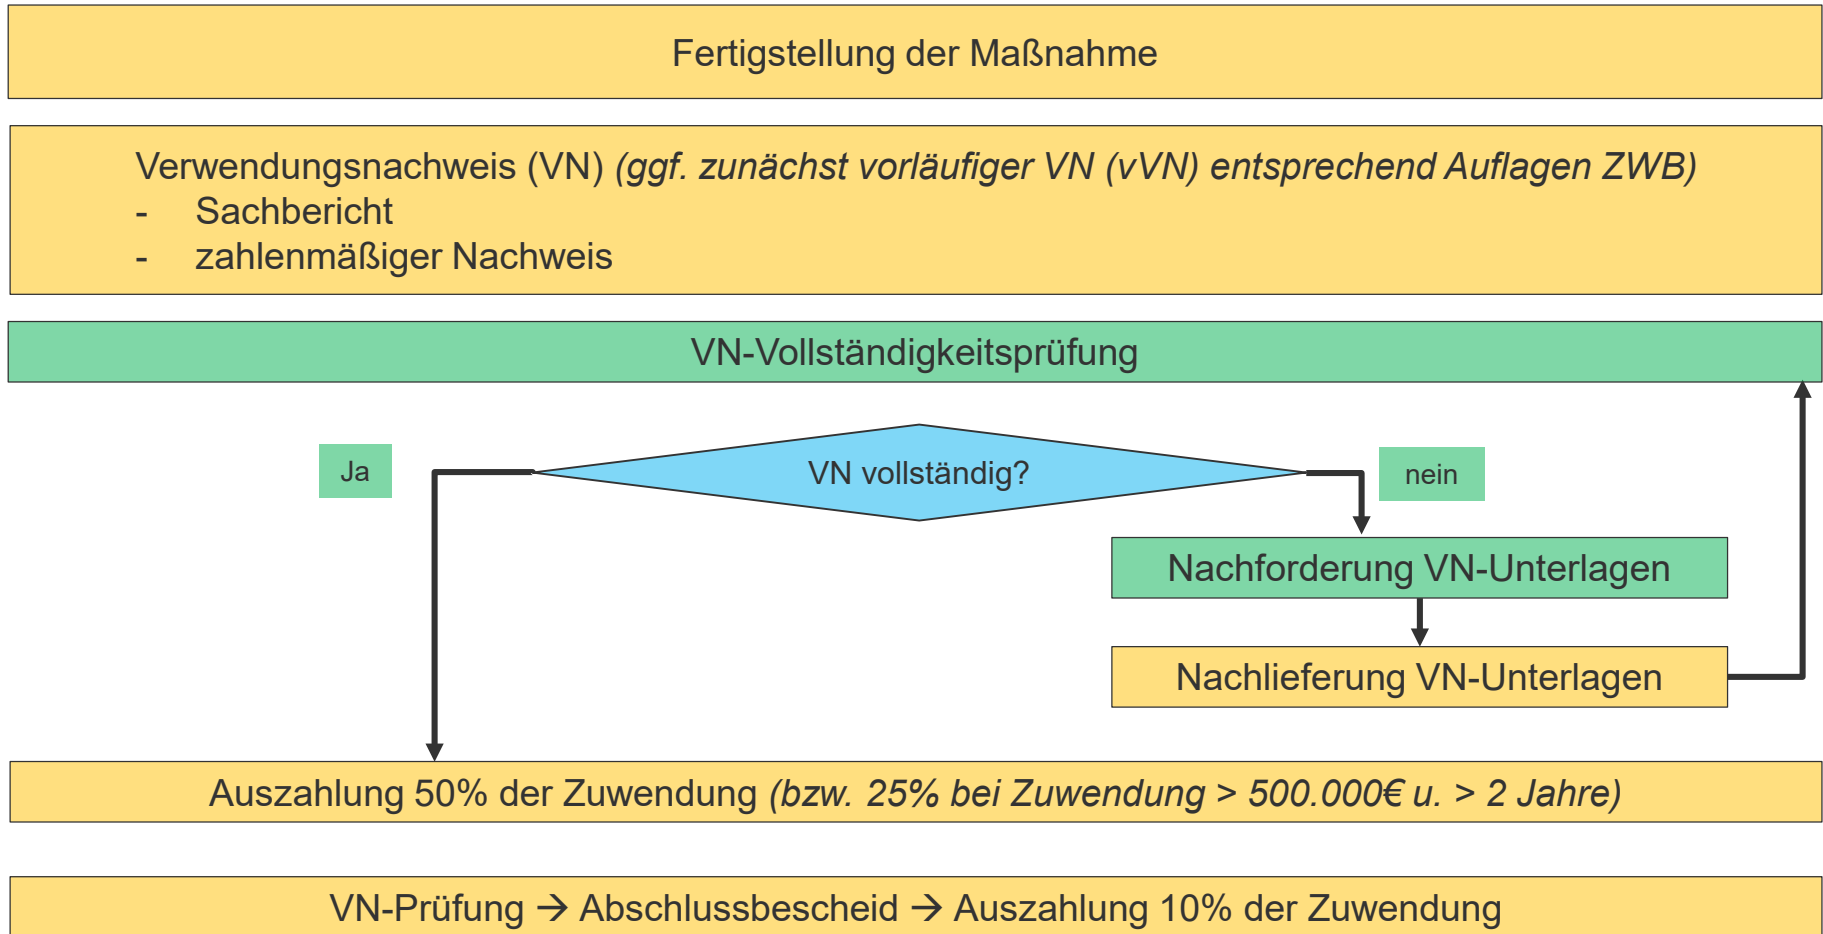 Fertigstellung der Maßnahme
Verwendungsnachweis (VN) (ggf. zunächst vorläufiger VN (vVN) entsprechend Auflagen ZWB)
- Sachbericht
- zahlenmäßiger Nachweis
VN-Vollständigkeitsprüfung
Ja
VN vollständig?
nein
Nachforderung VN-Unterlagen
Nachlieferung VN-Unterlagen
Auszahlung 50% der Zuwendung (bzw. 25% bei Zuwendung > 500.000€ u. > 2 Jahre)
VN-Prüfung → Abschlussbescheid → Auszahlung 10% der Zuwendung